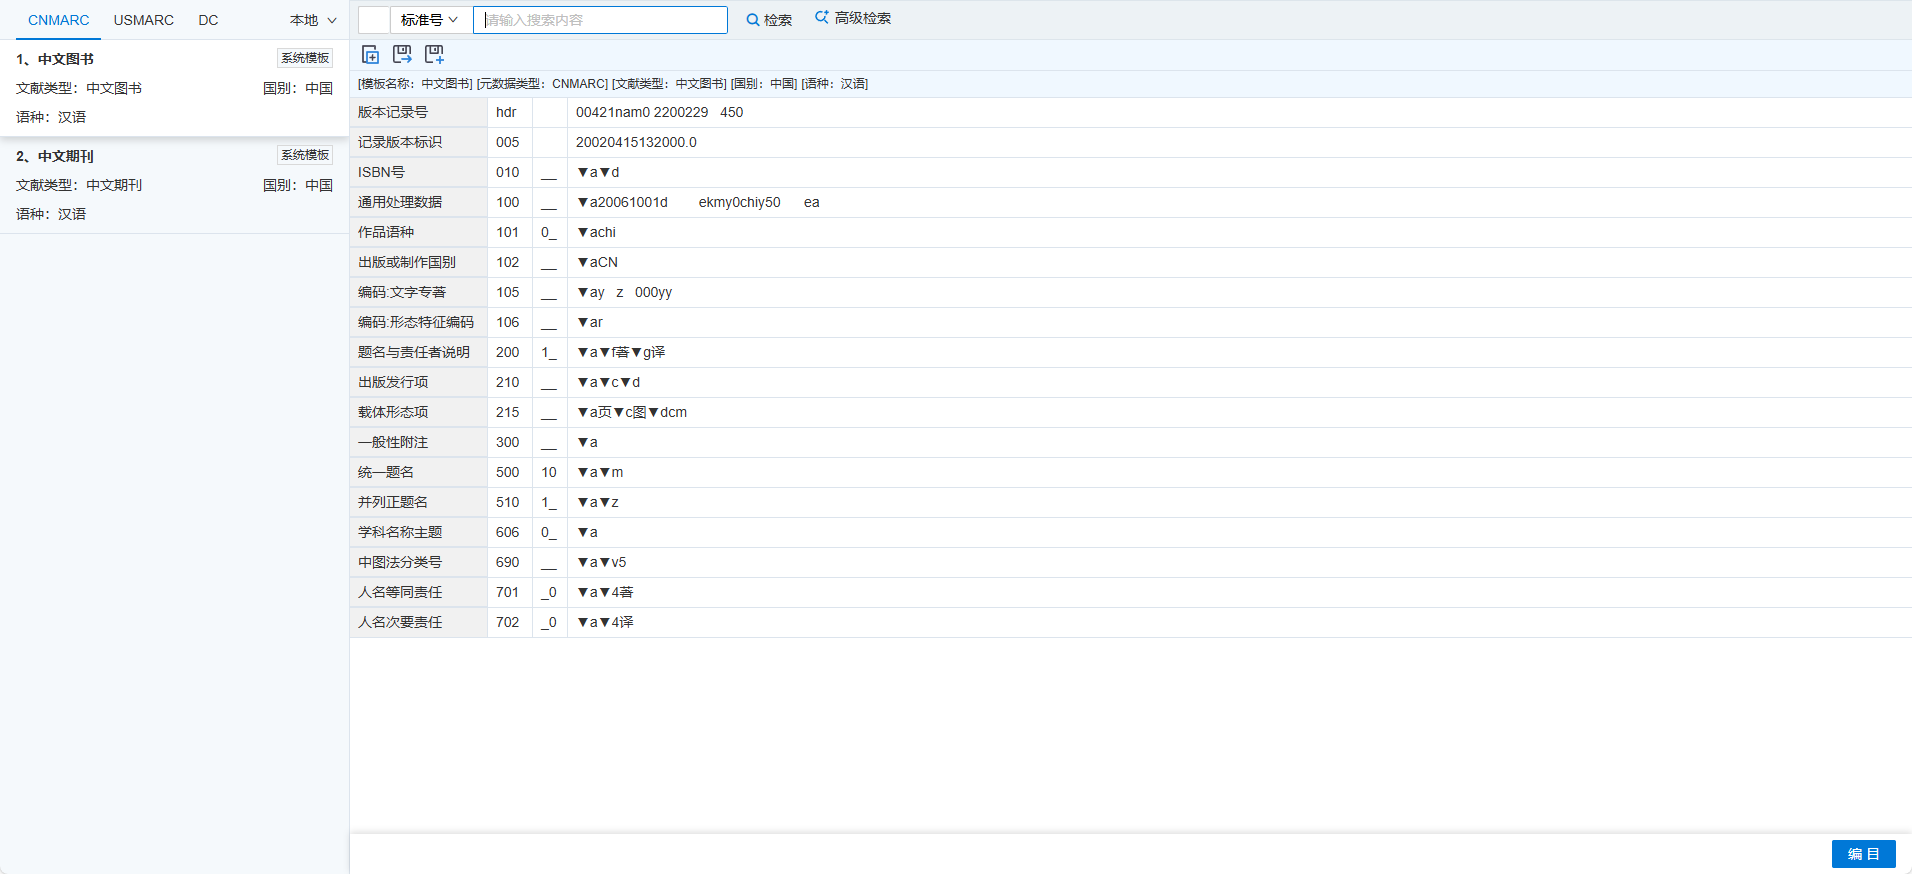 CNMARC USMARC DC 本地
1、中文图书 系统模板
文献类型：中文图书 国别：中国
语种：汉语
2、中文期刊 系统模板
文献类型：中文期刊 国别：中国
语种：汉语
标准号 请输入搜索内容 检索 高级检索
[模板名称：中文图书] [元数据类型：CNMARC] [文献类型：中文图书] [国别：中国] [语种：汉语]
版本记录号 hdr 00421nam0 2200229   450
记录版本标识 005 20020415132000.0
ISBN号 010 __ ▼a▼d
通用处理数据 100 __ ▼a20061001d        ekmy0chiy50      ea
作品语种 101 0_ ▼achi
出版或制作国别 102 __ ▼aCN
编码:文字专著 105 __ ▼ay   z   000yy
编码:形态特征编码 106 __ ▼ar
题名与责任者说明 200 1_ ▼a▼f著▼g译
出版发行项 210 __ ▼a▼c▼d
载体形态项 215 __ ▼a页▼c图▼dcm
一般性附注 300 __ ▼a
统一题名 500 10 ▼a▼m
并列正题名 510 1_ ▼a▼z
学科名称主题 606 0_ ▼a
中图法分类号 690 __ ▼a▼v5
人名等同责任 701 _0 ▼a▼4著
人名次要责任 702 _0 ▼a▼4译
编 目